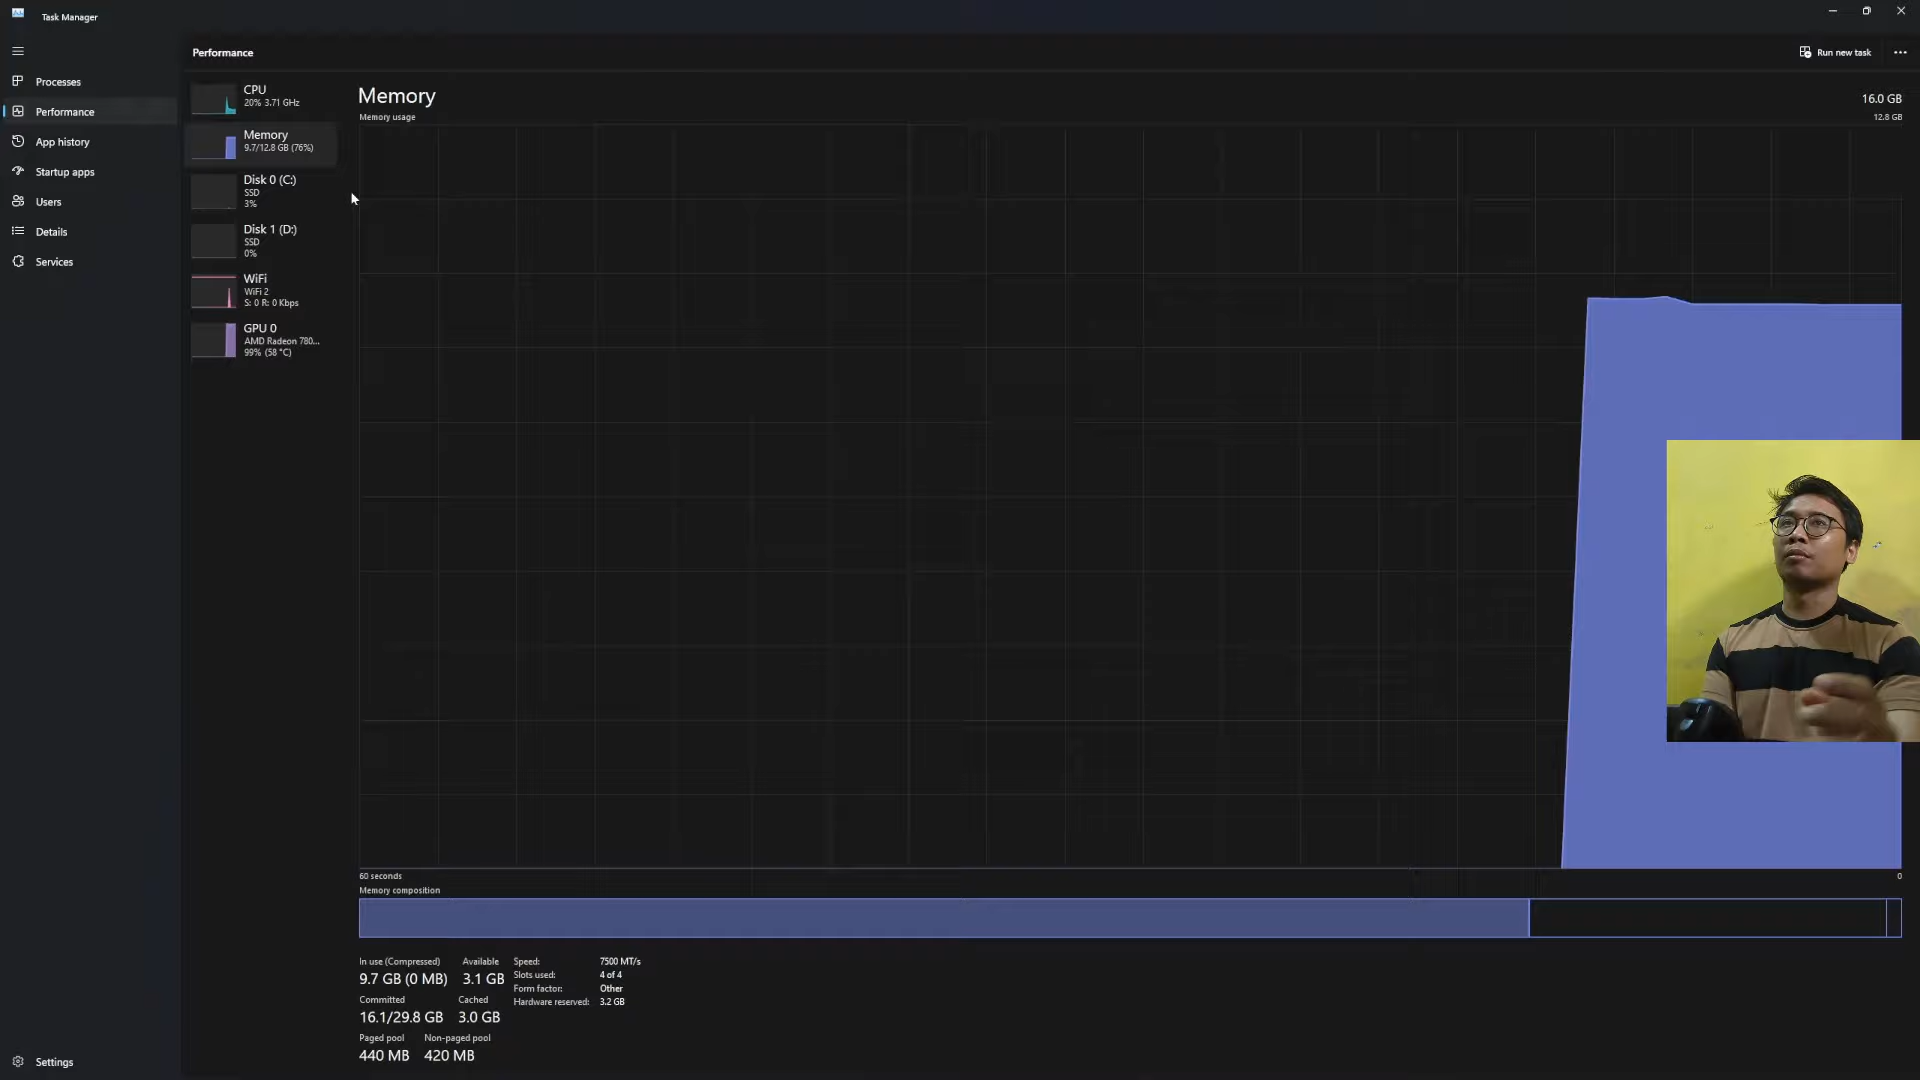 Task Manager
Performance
Run new task
Processes
Performance
App history
Startup apps
Users
Details
Services
Settings
CPU
20% 3.71 GHz
Memory
9.7/12.8 GB (76%)
Disk 0 (C:)
SSD
3%
Disk 1 (D:)
SSD
0%
WiFi
WiFi 2
S: 0 R: 0 Kbps
GPU 0
AMD Radeon 780...
99% (58 °C)
Memory
16.0 GB
Memory usage
12.8 GB
60 seconds
0
Memory composition
In use (Compressed)
9.7 GB (0 MB)
Available
3.1 GB
Committed
16.1/29.8 GB
Cached
3.0 GB
Paged pool
440 MB
Non-paged pool
420 MB
Speed: 7500 MT/s
Slots used: 4 of 4
Form factor: Other
Hardware reserved: 3.2 GB